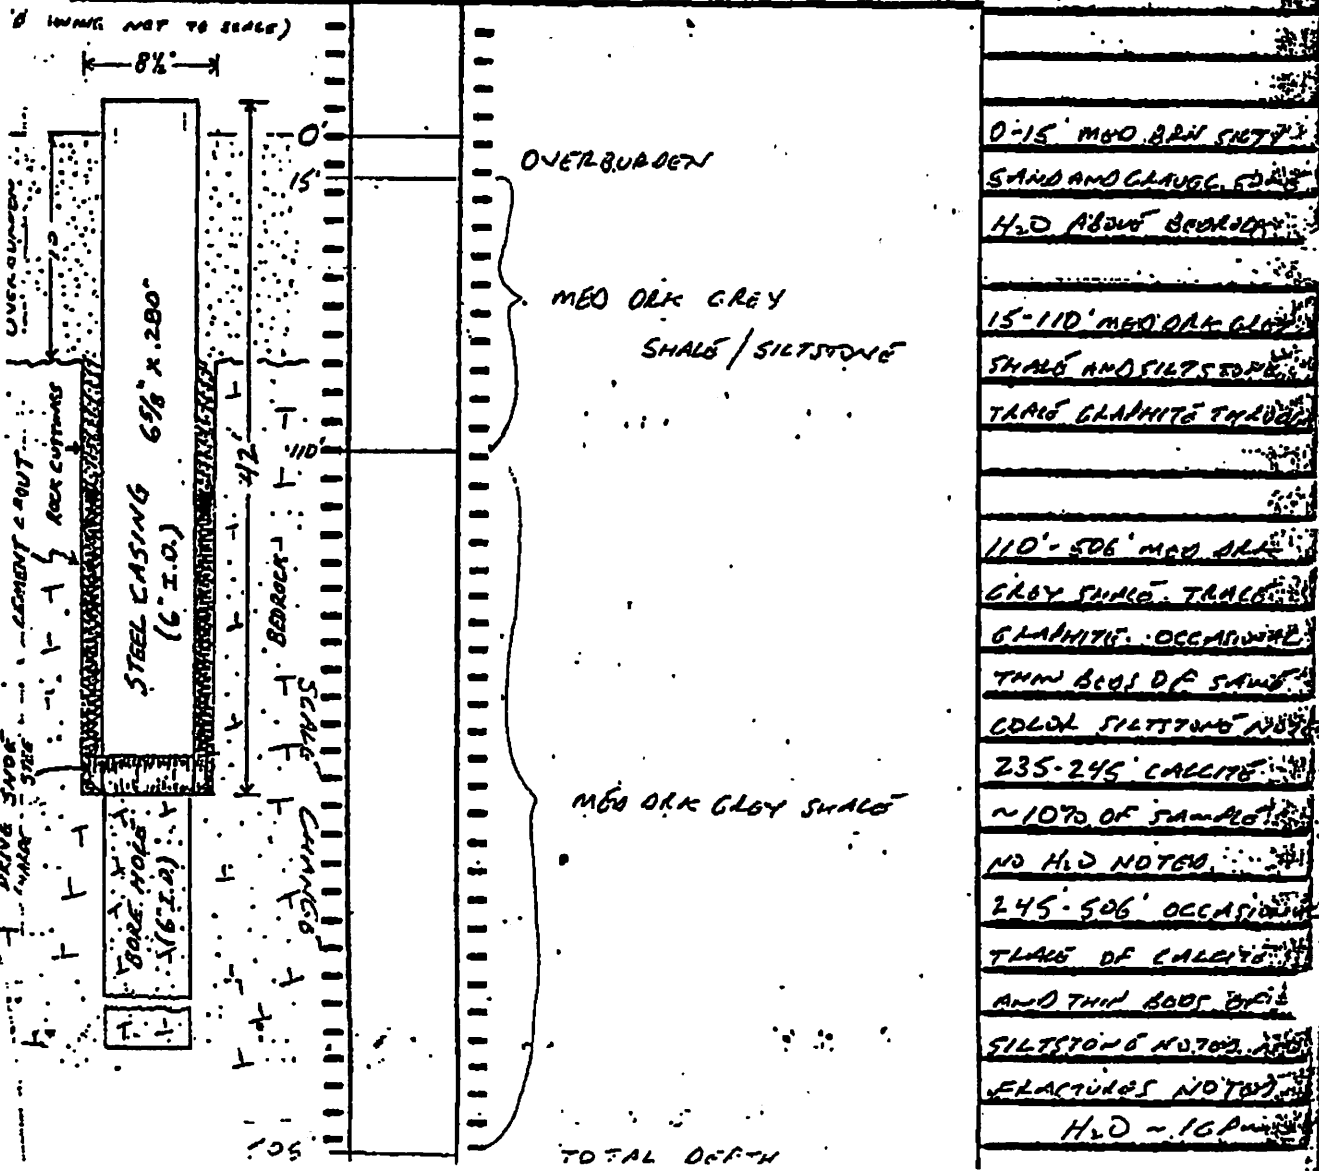 NOT TO SCALE)
8½"
0'
15'
OVERBURDEN
OVERBURDEN
15
MED DRK GREY
SHALE / SILTSTONE
110'
STEEL CASING 6⅝" X .280"
(6" I.D.)
42'
ROCK CUTTINGS
CEMENT GROUT
BEDROCK
SCALE CHANGE
DRIVE SHOE
BORE HOLE
(6" I.D.)
MED DRK GREY SHALE
TOTAL DEPTH
0-15' MED BRN SILTY
SAND AND GRAVEL. SOME
H₂O ABOVE BEDROCK
15-110' MED DRK GREY
SHALE AND SILTSTONE
TRACE GRAPHITE
110'-506' MED DRK
GREY SHALE. TRACE
GRAPHITE. OCCASIONAL
THIN BEDS OF SAME
COLOR SILTSTONE
235-245' CALCITE
~10% OF SAMPLE
NO H₂O NOTED
245-506' OCCASIONAL
TRACE OF CALCITE
AND THIN BEDS OF
SILTSTONE NOTED.
FRACTURES NOTED
H₂O ~